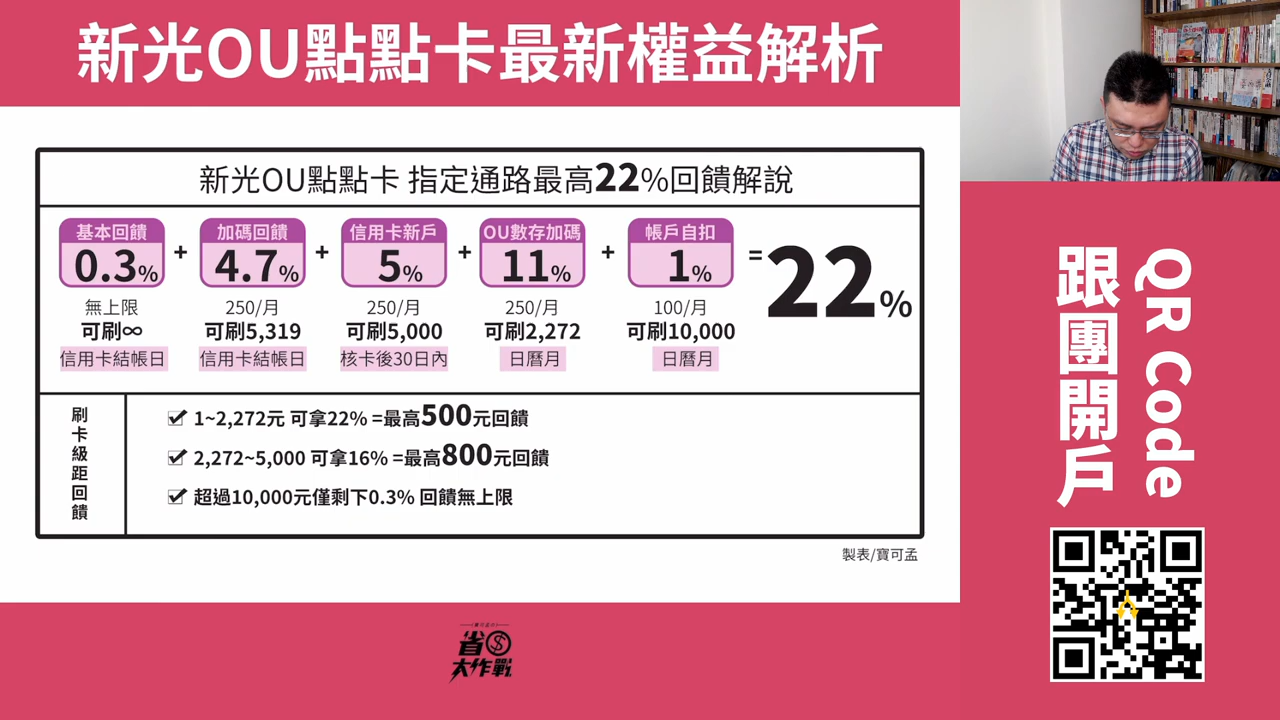 新光OU點點卡最新權益解析
新光OU點點卡 指定通路最高22%回饋解說
基本回饋 + 加碼回饋 + 信用卡新戶 + OU數存加碼 + 帳戶自扣 =22%
0.3% 4.7% 5% 11% 1%
無上限 250/月 250/月 250/月 100/月
可刷∞ 可刷5,319 可刷5,000 可刷2,272 可刷10,000
信用卡結帳日 信用卡結帳日 核卡後30日內 日曆月 日曆月
刷卡級距回饋
1~2,272元 可拿22% =最高500元回饋
2,272~5,000 可拿16% =最高800元回饋
超過10,000元僅剩下0.3% 回饋無上限
製表/寶可孟
省$
大作戰
QR Code
跟團開戶